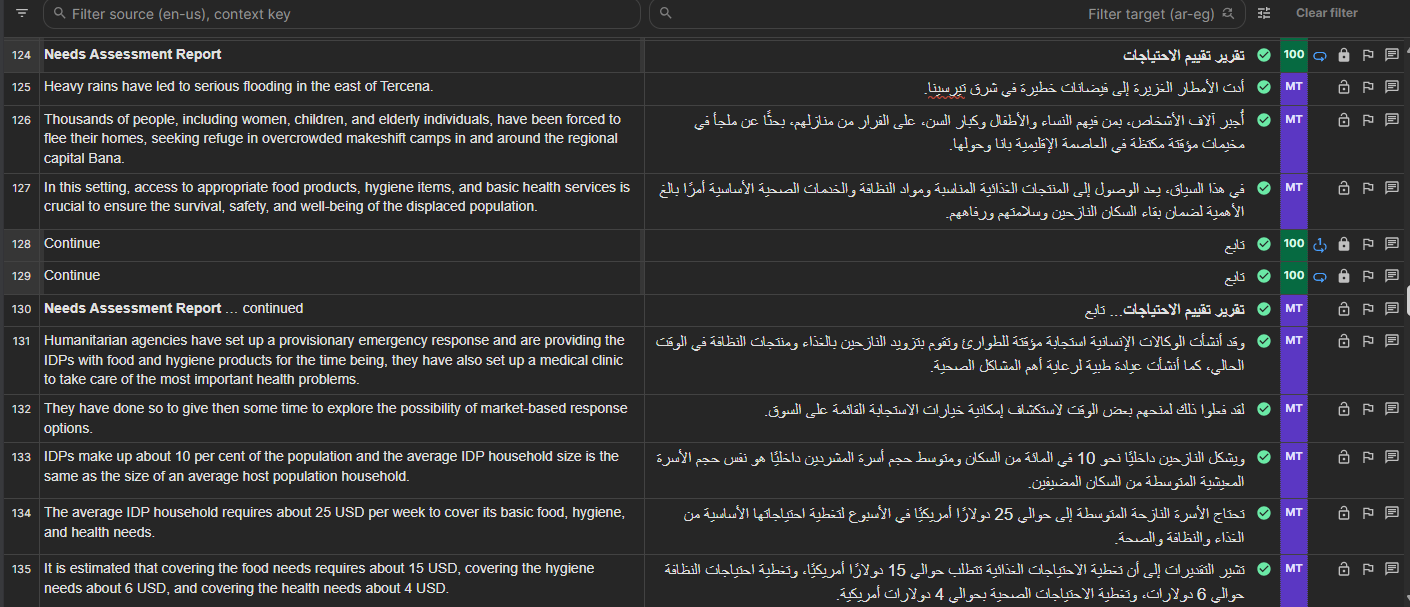 Filter source (en-us), context key
Filter target (ar-eg)
Clear filter
124 Needs Assessment Report
تقرير تقييم الاحتياجات
100
125 Heavy rains have led to serious flooding in the east of Tercena.
أدت الأمطار الغزيرة إلى فيضانات خطيرة في شرق تيرسينا.
MT
126 Thousands of people, including women, children, and elderly individuals, have been forced to
flee their homes, seeking refuge in overcrowded makeshift camps in and around the regional
capital Bana.
أُجبر آلاف الأشخاص، بمن فيهم النساء والأطفال وكبار السن، على الفرار من منازلهم، بحثًا عن ملجأ في
مخيمات مؤقتة مكتظة في العاصمة الإقليمية بانا وحولها.
MT
127 In this setting, access to appropriate food products, hygiene items, and basic health services is
crucial to ensure the survival, safety, and well-being of the displaced population.
في هذا السياق، يعد الوصول إلى المنتجات الغذائية المناسبة ومواد النظافة والخدمات الصحية الأساسية أمرًا بالغ
الأهمية لضمان بقاء السكان النازحين وسلامتهم ورفاههم.
MT
128 Continue
تابع
100
129 Continue
تابع
100
130 Needs Assessment Report … continued
تقرير تقييم الاحتياجات... تابع
MT
131 Humanitarian agencies have set up a provisionary emergency response and are providing the
IDPs with food and hygiene products for the time being, they have also set up a medical clinic
to take care of the most important health problems.
وقد أنشأت الوكالات الإنسانية استجابة مؤقتة للطوارئ وتقوم بتزويد النازحين بالغذاء ومنتجات النظافة في الوقت
الحالي، كما أنشأت عيادة طبية لرعاية أهم المشاكل الصحية.
MT
132 They have done so to give then some time to explore the possibility of market-based response
options.
لقد فعلوا ذلك لمنحهم بعض الوقت لاستكشاف إمكانية خيارات الاستجابة القائمة على السوق.
MT
133 IDPs make up about 10 per cent of the population and the average IDP household size is the
same as the size of an average host population household.
ويشكل النازحين داخليًا نحو 10 في المائة من السكان ومتوسط حجم أسرة المشردين داخليًا هو نفس حجم الأسرة
المعيشية المتوسطة من السكان المضيفين.
MT
134 The average IDP household requires about 25 USD per week to cover its basic food, hygiene,
and health needs.
تحتاج الأسرة النازحة المتوسطة إلى حوالي 25 دولارًا أمريكيًا في الأسبوع لتغطية احتياجاتها الأساسية من
الغذاء والنظافة والصحة.
MT
135 It is estimated that covering the food needs requires about 15 USD, covering the hygiene
needs about 6 USD, and covering the health needs about 4 USD.
تشير التقديرات إلى أن تغطية الاحتياجات الغذائية تتطلب حوالي 15 دولارًا أمريكيًا، وتغطية احتياجات النظافة
حوالي 6 دولارات، وتغطية الاحتياجات الصحية بحوالي 4 دولارات أمريكية.
MT